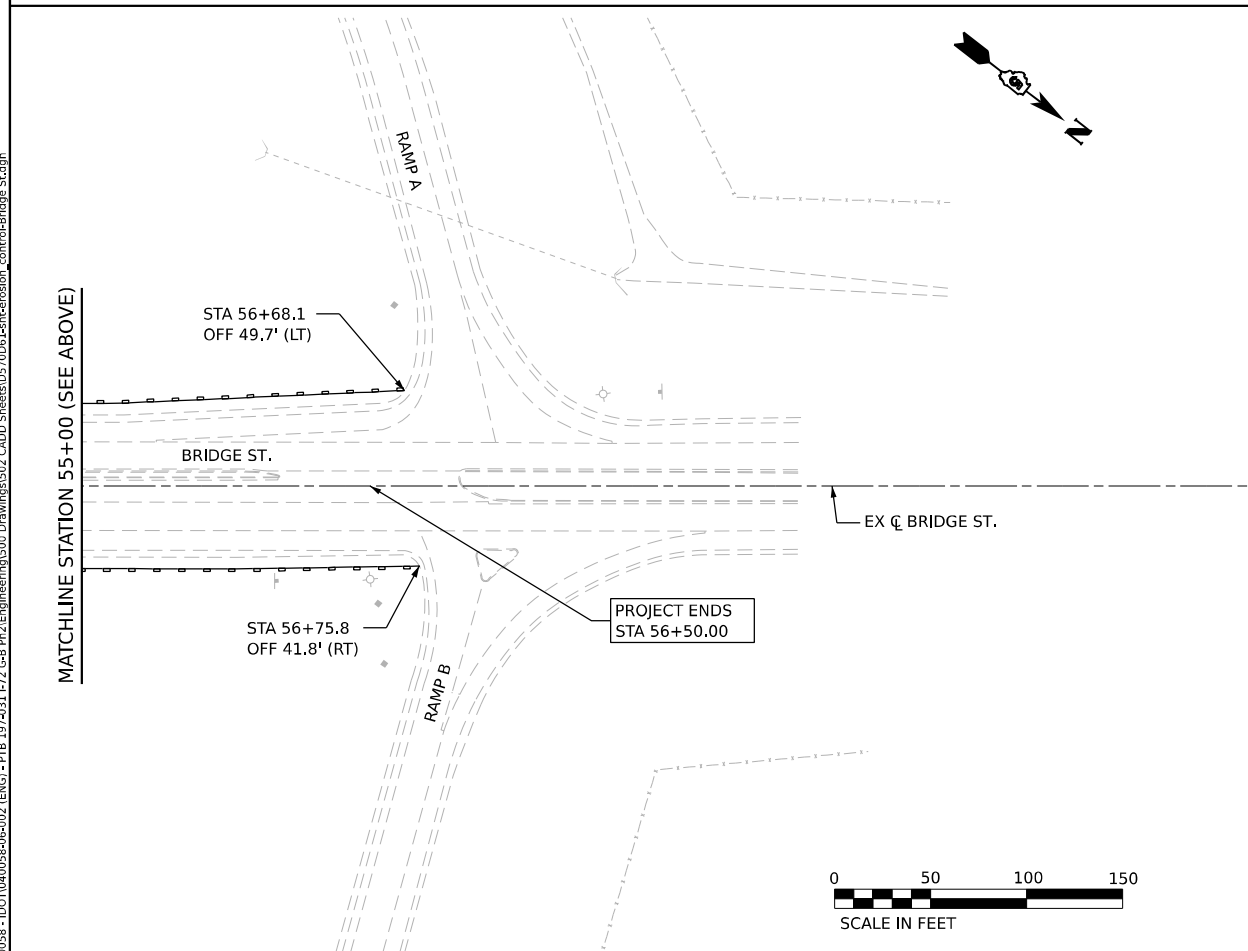 N
RAMP A
STA 56+68.1
OFF 49.7' (LT)
MATCHLINE STATION 55+00 (SEE ABOVE)
BRIDGE ST.
EX ℄ BRIDGE ST.
PROJECT ENDS
STA 56+50.00
STA 56+75.8
OFF 41.8' (RT)
RAMP B
0 50 100 150
SCALE IN FEET